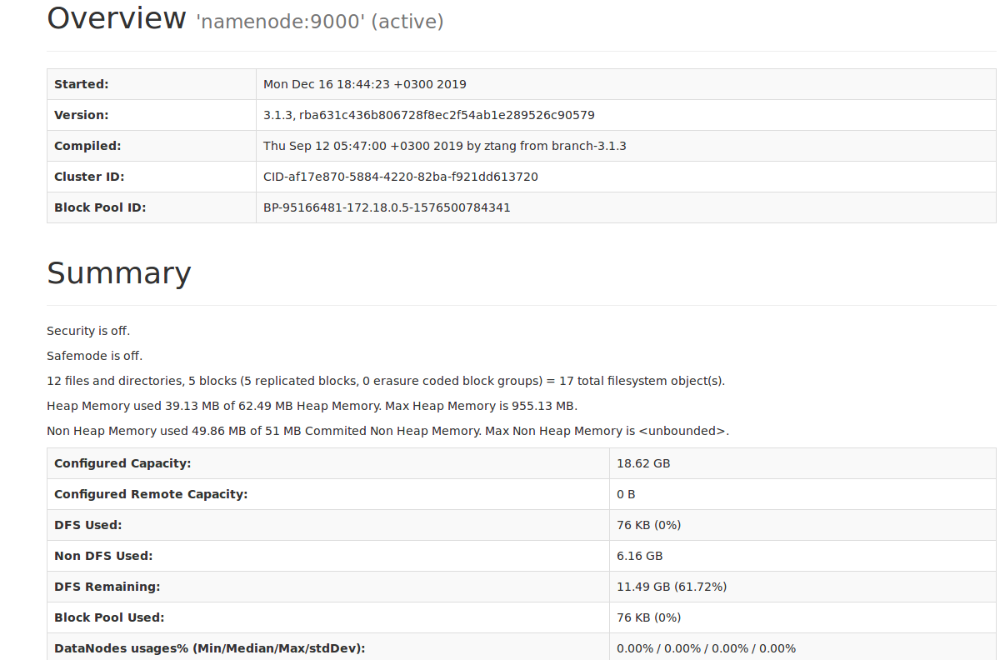 Overview 'namenode:9000' (active)
Started: Mon Dec 16 18:44:23 +0300 2019
Version: 3.1.3, rba631c436b806728f8ec2f54ab1e289526c90579
Compiled: Thu Sep 12 05:47:00 +0300 2019 by ztang from branch-3.1.3
Cluster ID: CID-af17e870-5884-4220-82ba-f921dd613720
Block Pool ID: BP-95166481-172.18.0.5-1576500784341
Summary
Security is off.
Safemode is off.
12 files and directories, 5 blocks (5 replicated blocks, 0 erasure coded block groups) = 17 total filesystem object(s).
Heap Memory used 39.13 MB of 62.49 MB Heap Memory. Max Heap Memory is 955.13 MB.
Non Heap Memory used 49.86 MB of 51 MB Commited Non Heap Memory. Max Non Heap Memory is <unbounded>.
Configured Capacity: 18.62 GB
Configured Remote Capacity: 0 B
DFS Used: 76 KB (0%)
Non DFS Used: 6.16 GB
DFS Remaining: 11.49 GB (61.72%)
Block Pool Used: 76 KB (0%)
DataNodes usages% (Min/Median/Max/stdDev): 0.00% / 0.00% / 0.00% / 0.00%